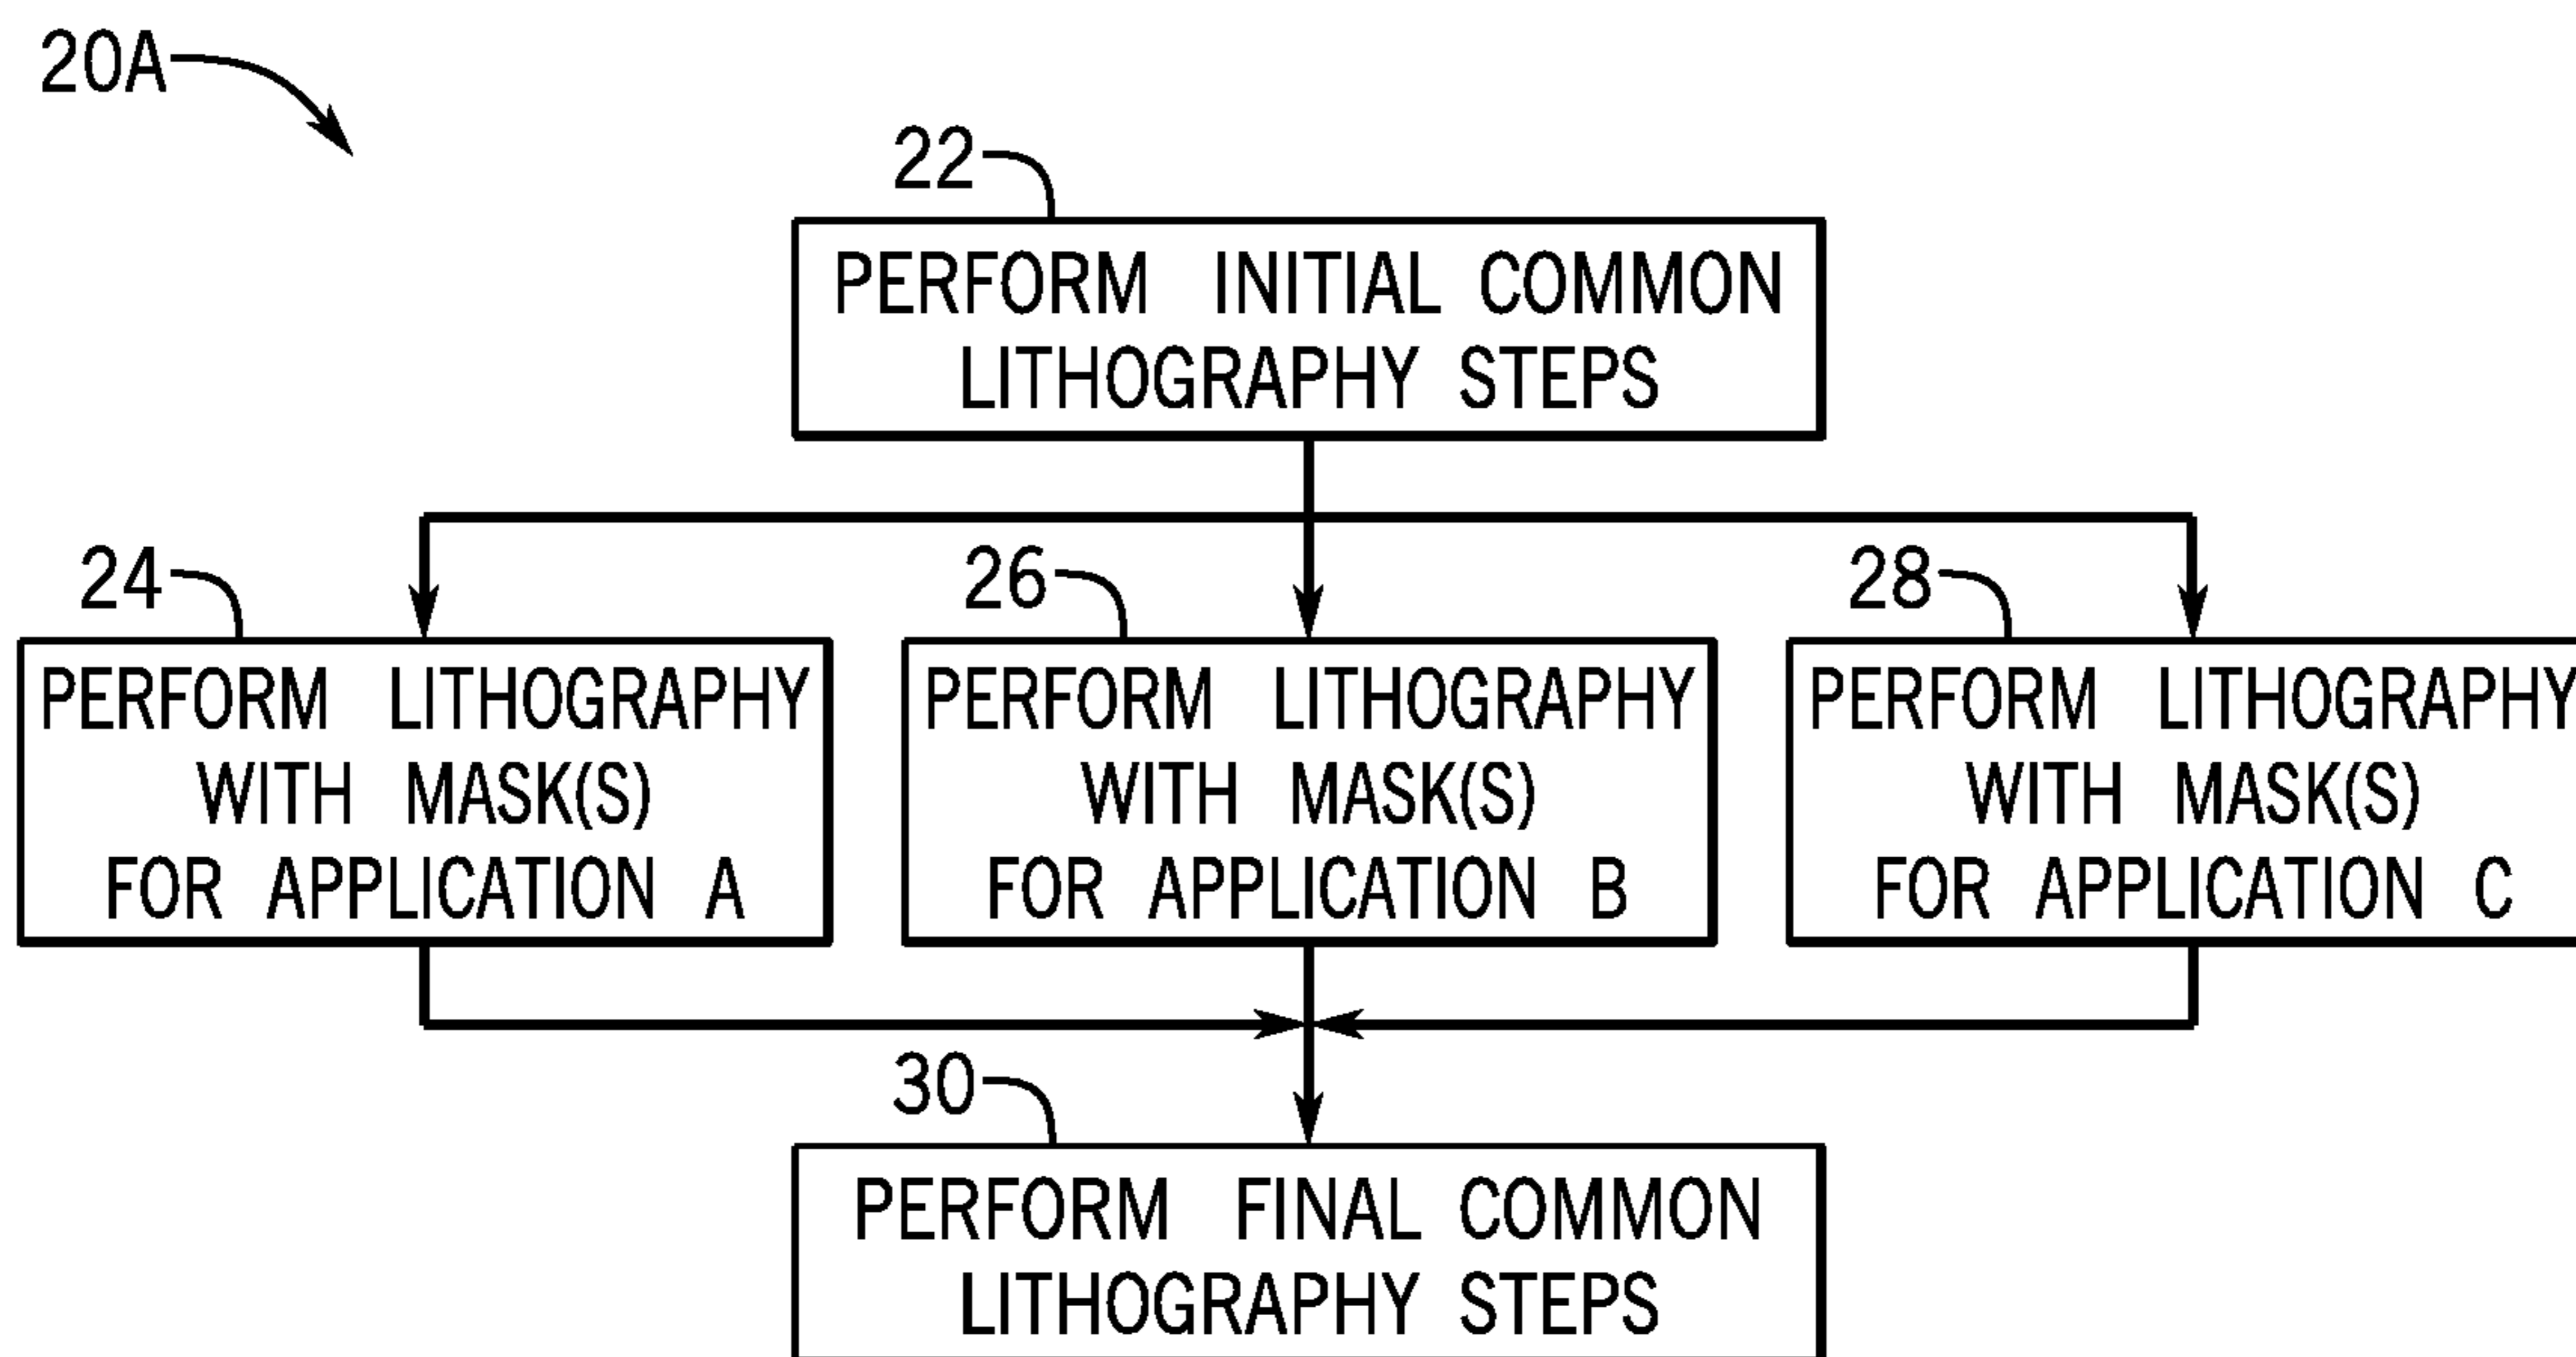 20A
22
PERFORM INITIAL COMMON
LITHOGRAPHY STEPS
24
PERFORM LITHOGRAPHY
WITH MASK(S)
FOR APPLICATION A
26
PERFORM LITHOGRAPHY
WITH MASK(S)
FOR APPLICATION B
28
PERFORM LITHOGRAPHY
WITH MASK(S)
FOR APPLICATION C
30
PERFORM FINAL COMMON
LITHOGRAPHY STEPS